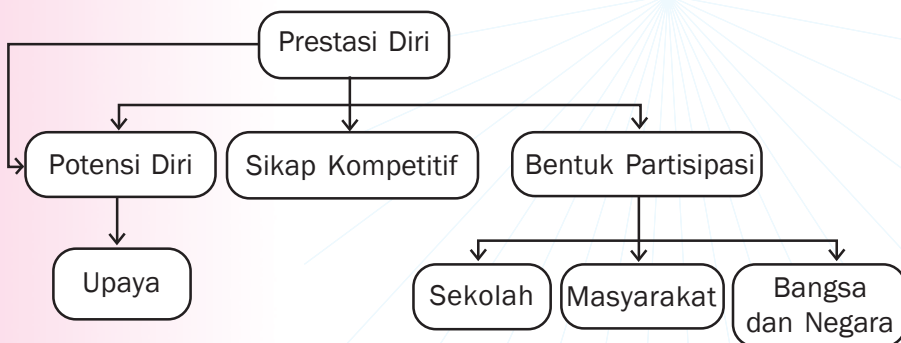 Prestasi Diri
Potensi Diri
Sikap Kompetitif
Bentuk Partisipasi
Upaya
Sekolah
Masyarakat
Bangsa
dan Negara